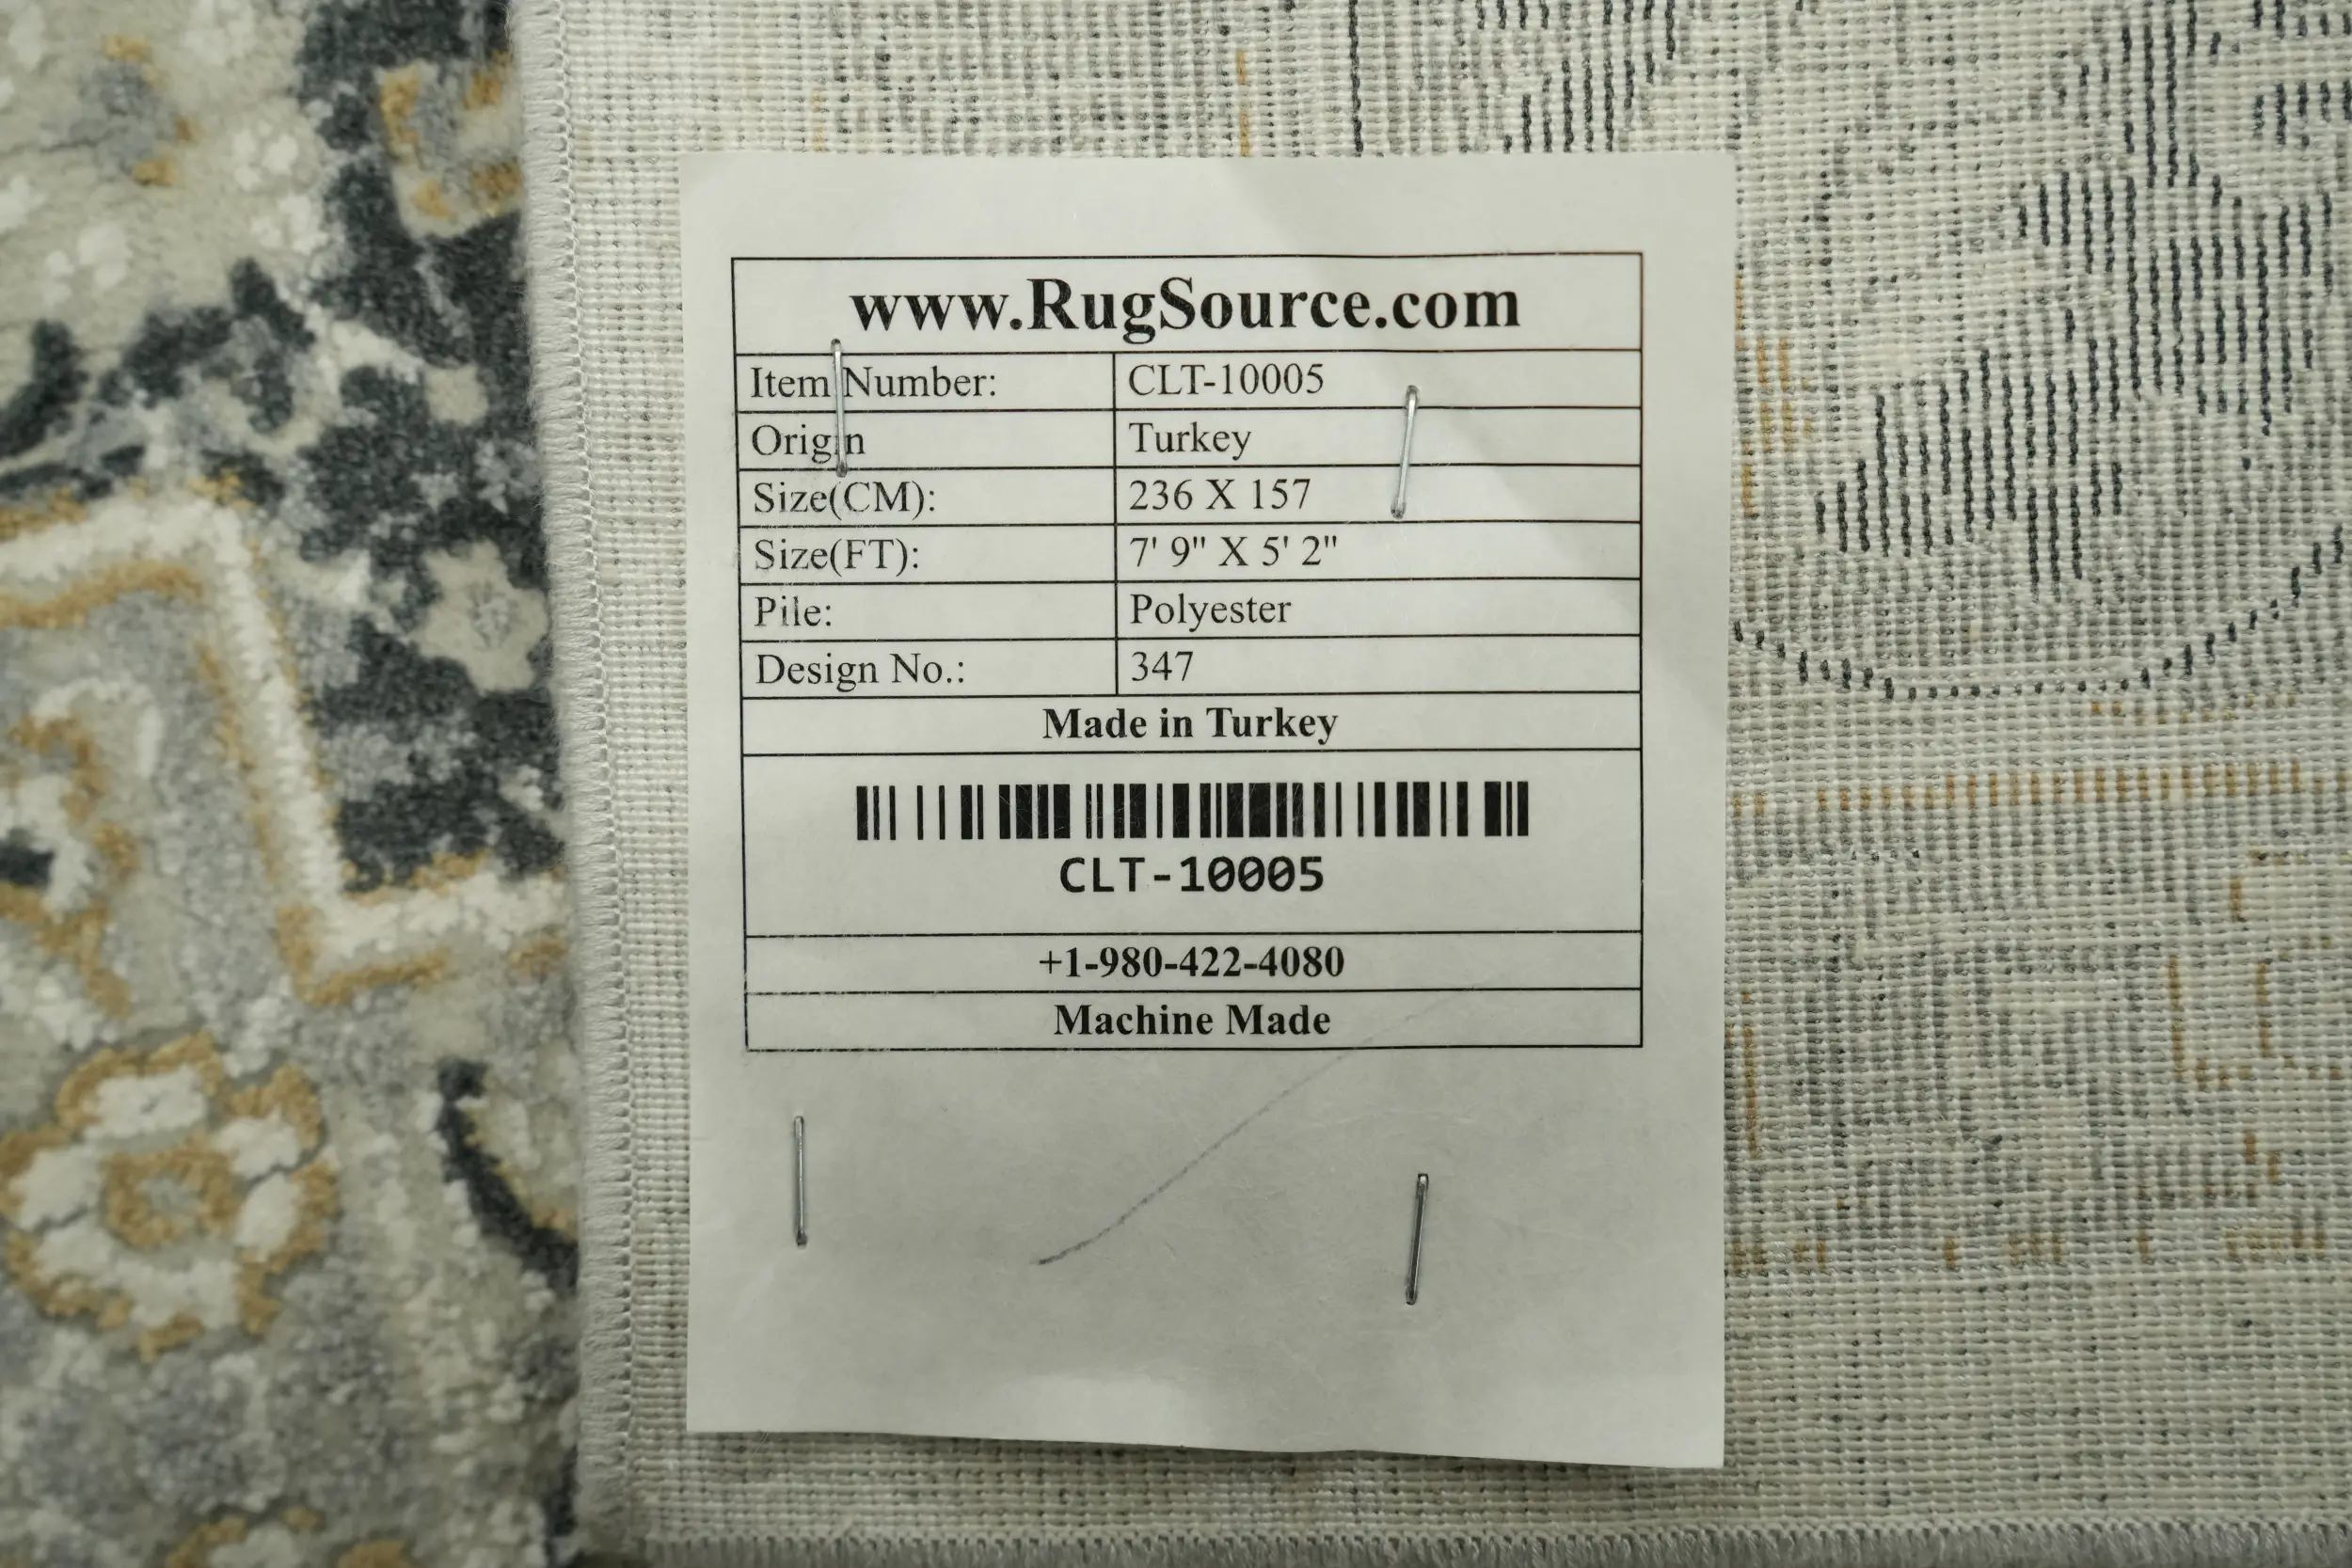 www.RugSource.com
Item Number: CLT-10005
Origin Turkey
Size(CM): 236 X 157
Size(FT): 7' 9" X 5' 2"
Pile: Polyester
Design No.: 347
Made in Turkey
CLT-10005
+1-980-422-4080
Machine Made